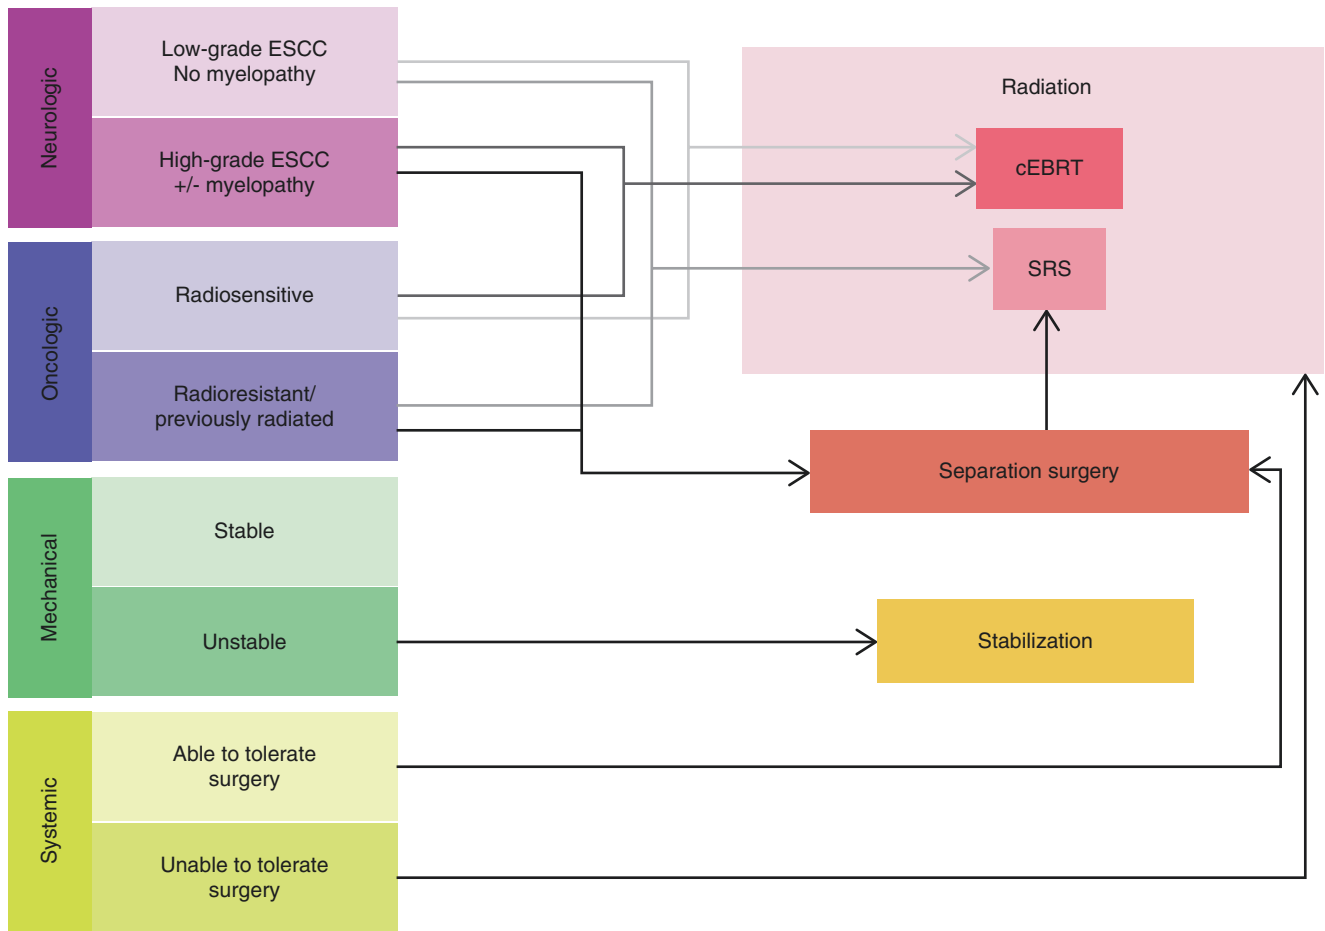 Neurologic
Low-grade ESCC
No myelopathy
High-grade ESCC
+/- myelopathy
Oncologic
Radiosensitive
Radioresistant/
previously radiated
Mechanical
Stable
Unstable
Systemic
Able to tolerate
surgery
Unable to tolerate
surgery
Radiation
cEBRT
SRS
Separation surgery
Stabilization